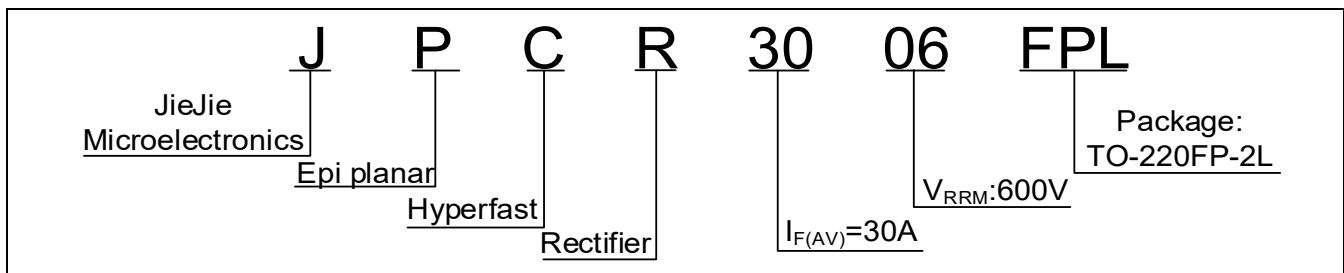 J P C R 30 06 FPL
JieJie
Microelectronics
Epi planar
Hyperfast
Rectifier
I_F(AV)=30A
V_RRM:600V
Package:
TO-220FP-2L